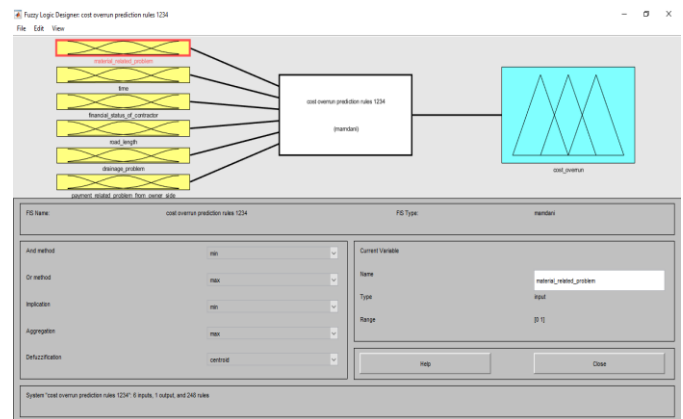 Fuzzy Logic Designer: cost overrun prediction rules 1234
File Edit View
material_related_problem
time
financial_status_of_contractor
road_length
drainage_problem
payment_related_problem_from_owner_side
cost overrun prediction rules 1234
(mamdani)
cost_overrun
FIS Name: cost overrun prediction rules 1234 FIS Type: mamdani
And method min
Or method max
Implication min
Aggregation max
Defuzzification centroid
Current Variable
Name material_related_problem
Type input
Range [0 1]
Help Close
System "cost overrun prediction rules 1234": 6 inputs, 1 output, and 248 rules